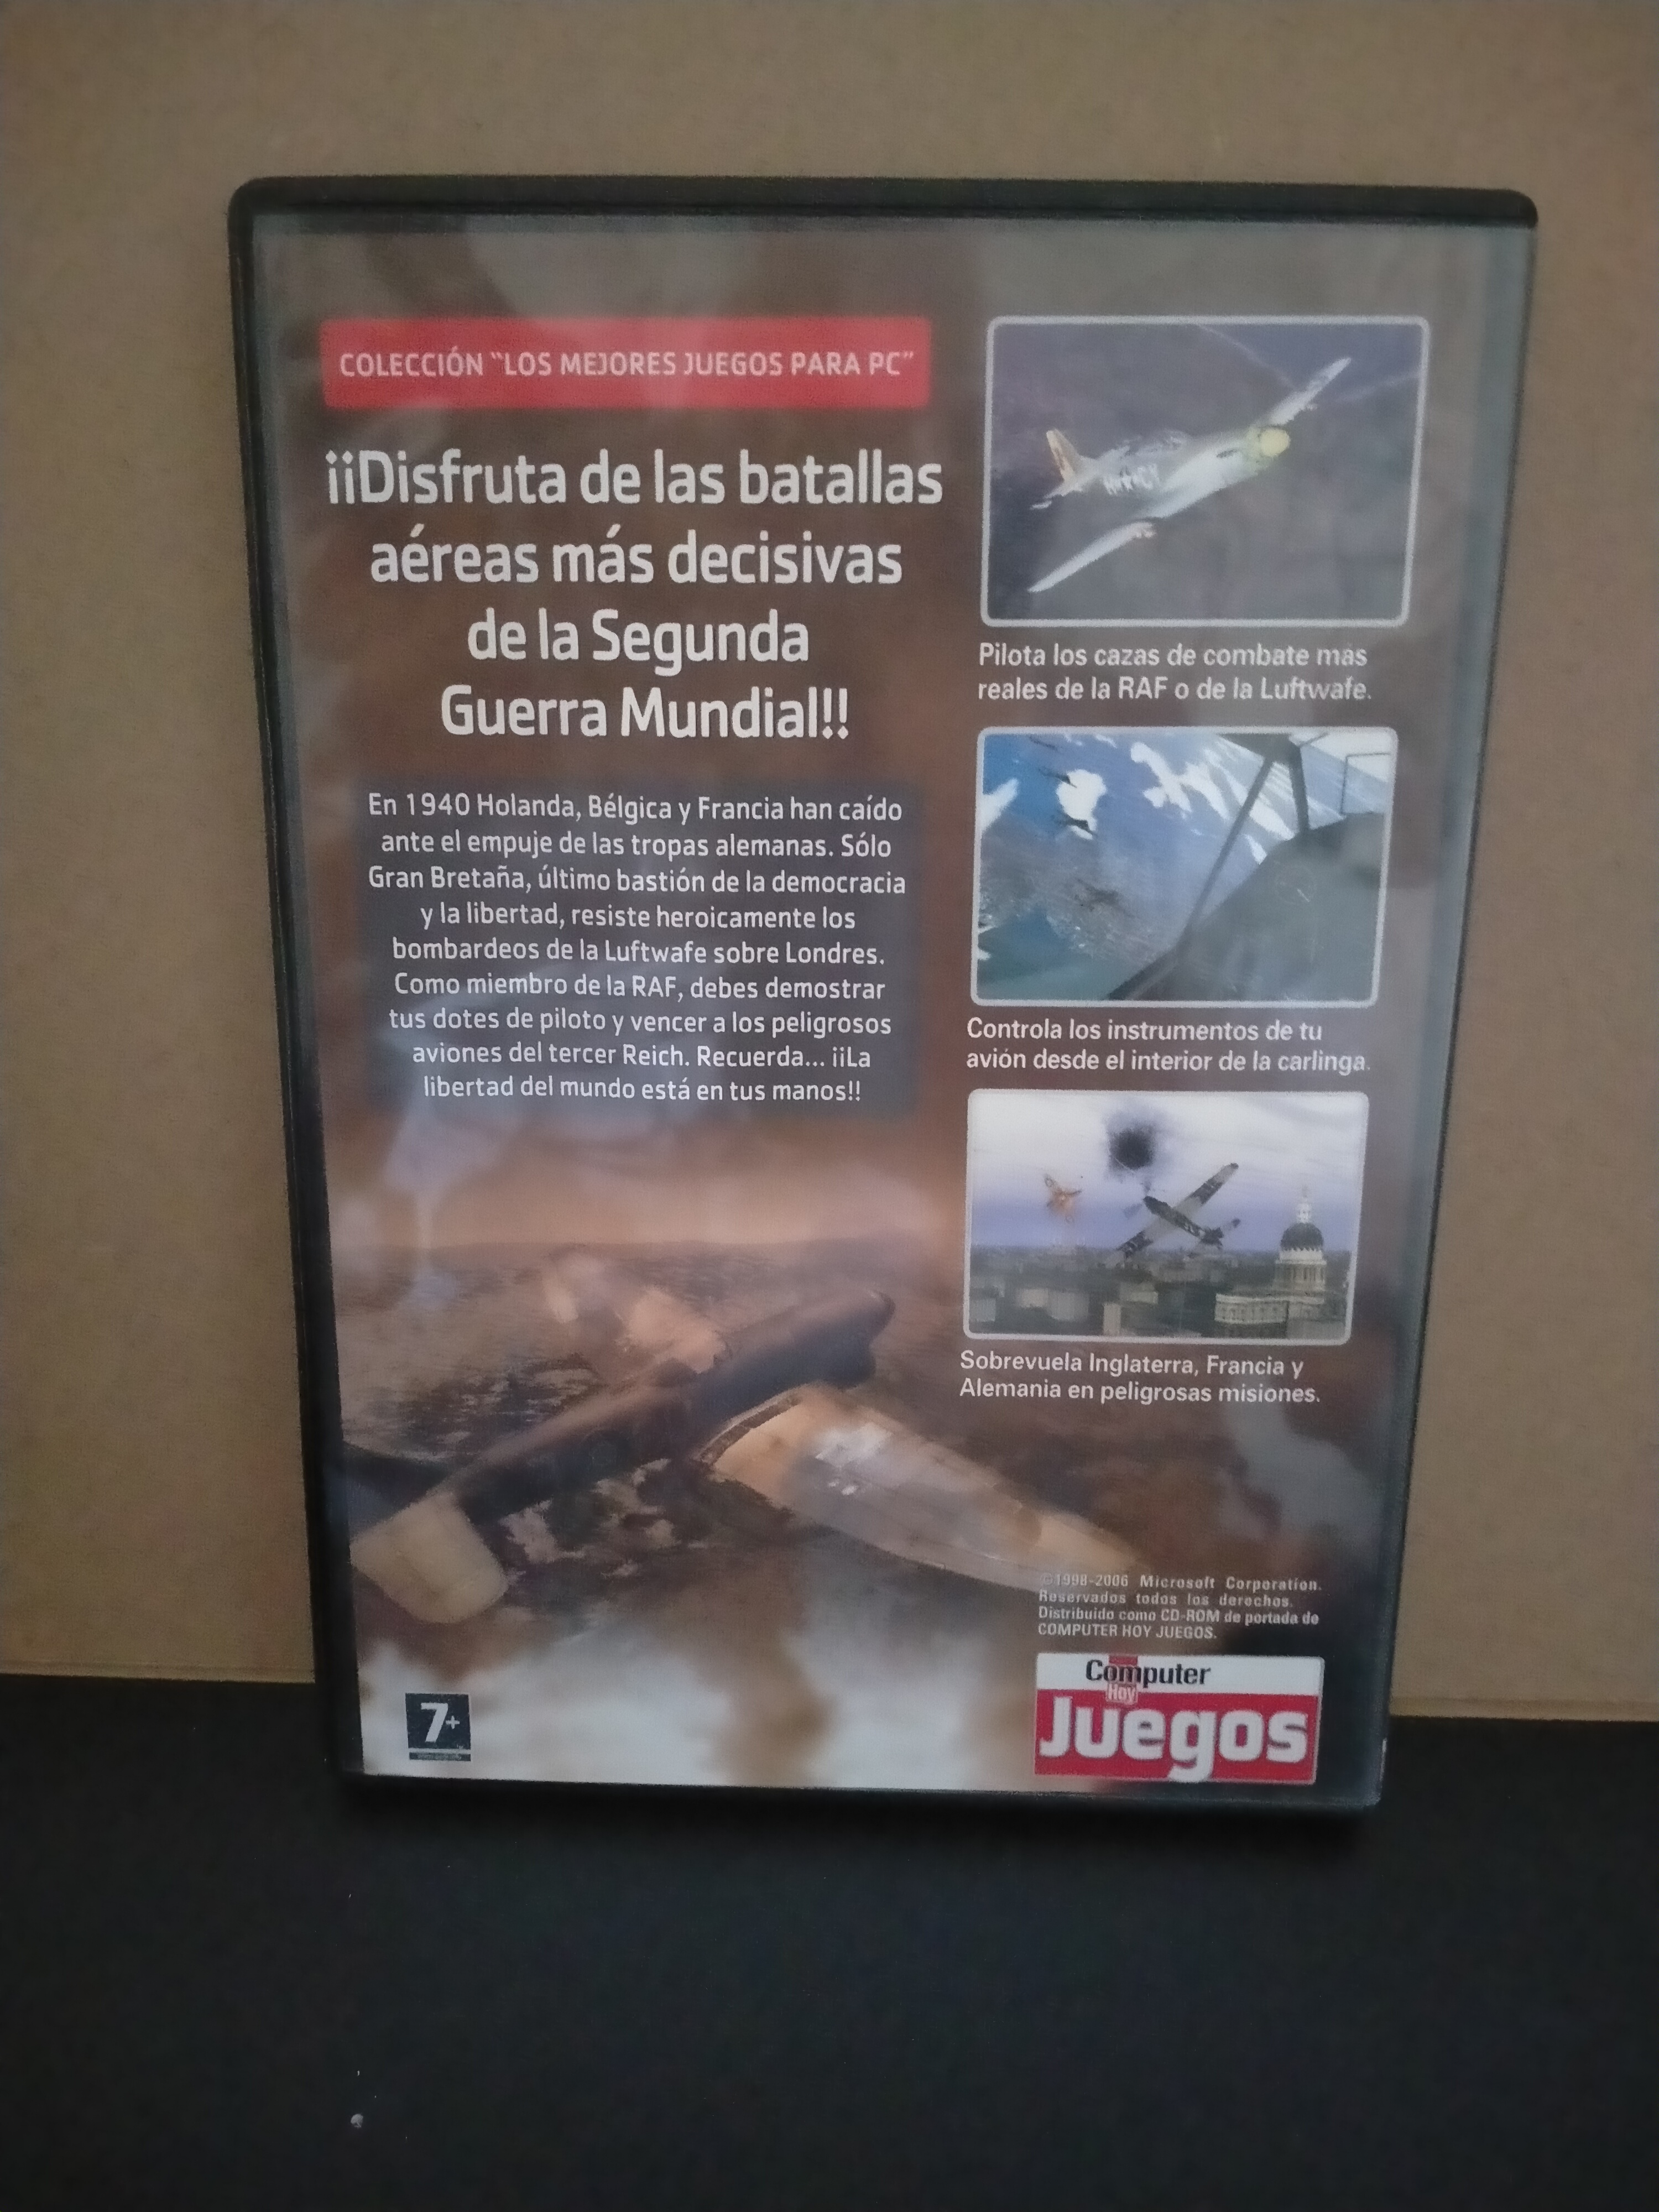 COLECCIÓN "LOS MEJORES JUEGOS PARA PC"
¡¡Disfruta de las batallas
aéreas más decisivas
de la Segunda
Guerra Mundial!!
En 1940 Holanda, Bélgica y Francia han caído
ante el empuje de las tropas alemanas. Sólo
Gran Bretaña, último bastión de la democracia
y la libertad, resiste heroicamente los
bombardeos de la Luftwafe sobre Londres.
Como miembro de la RAF, debes demostrar
tus dotes de piloto y vencer a los peligrosos
aviones del tercer Reich. Recuerda... ¡¡La
libertad del mundo está en tus manos!!
Pilota los cazas de combate más
reales de la RAF o de la Luftwafe.
Controla los instrumentos de tu
avión desde el interior de la carlinga.
Sobrevuela Inglaterra, Francia y
Alemania en peligrosas misiones.
©1998-2006 Microsoft Corporation.
Reservados todos los derechos.
Distribuido como CD-ROM de portada de
COMPUTER HOY JUEGOS.
7+
Computer
Hoy
Juegos